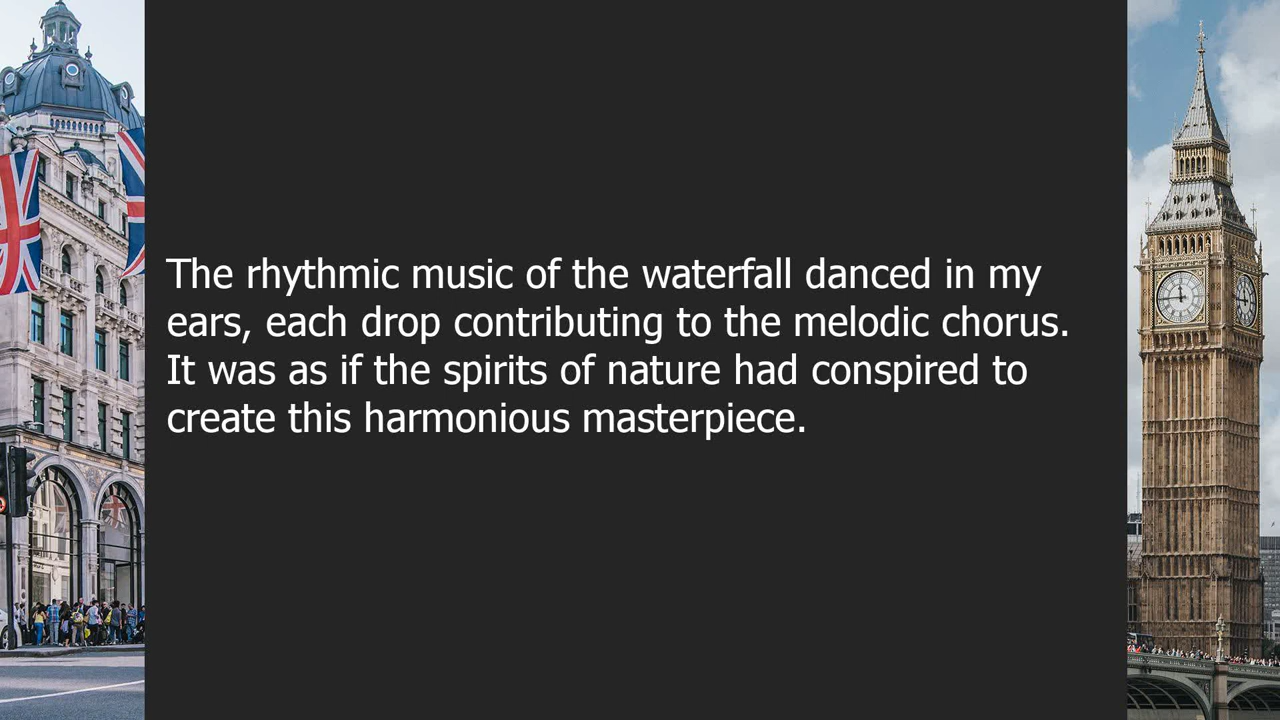 The rhythmic music of the waterfall danced in my
ears, each drop contributing to the melodic chorus.
It was as if the spirits of nature had conspired to
create this harmonious masterpiece.